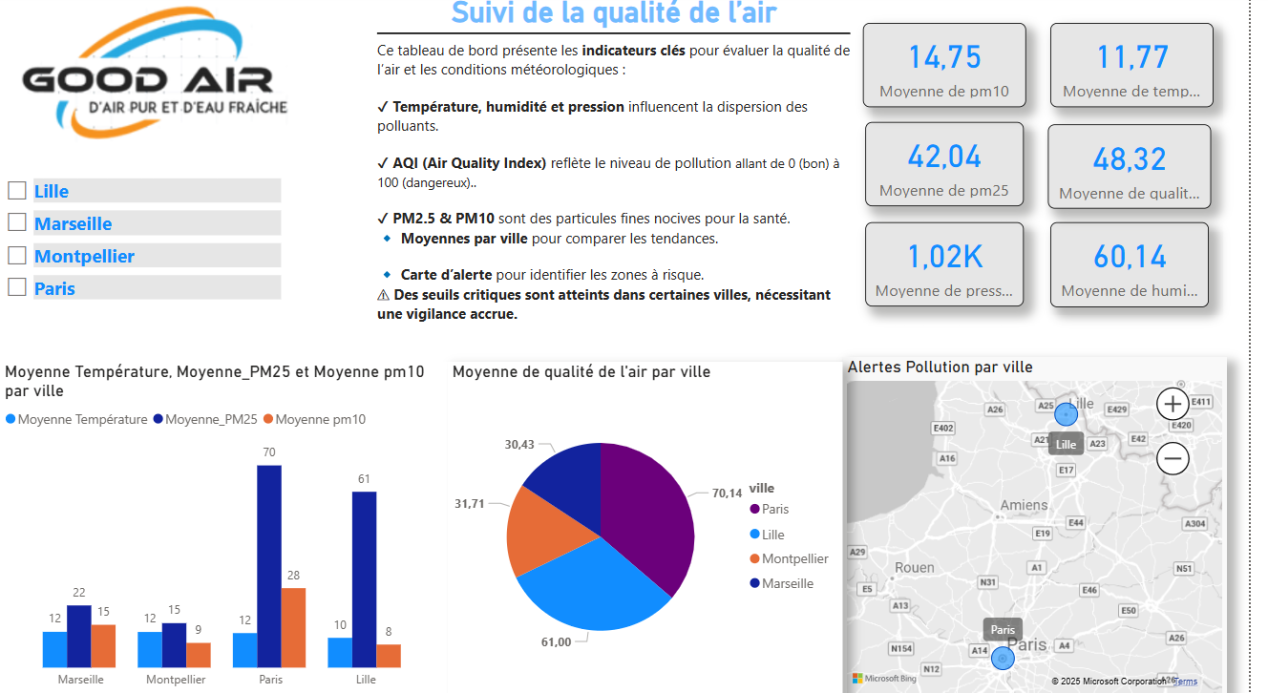 Suivi de la qualité de l’air
GOOD AIR
D'AIR PUR ET D'EAU FRAÎCHE
Lille
Marseille
Montpellier
Paris
Ce tableau de bord présente les indicateurs clés pour évaluer la qualité de
l’air et les conditions météorologiques :
✓ Température, humidité et pression influencent la dispersion des
polluants.
✓ AQI (Air Quality Index) reflète le niveau de pollution allant de 0 (bon) à
100 (dangereux)..
✓ PM2.5 & PM10 sont des particules fines nocives pour la santé.
🔹 Moyennes par ville pour comparer les tendances.
🔹 Carte d’alerte pour identifier les zones à risque.
⚠ Des seuils critiques sont atteints dans certaines villes, nécessitant
une vigilance accrue.
14,75
Moyenne de pm10
11,77
Moyenne de temp...
42,04
Moyenne de pm25
48,32
Moyenne de qualit...
1,02K
Moyenne de press...
60,14
Moyenne de humi...
Moyenne Température, Moyenne_PM25 et Moyenne pm10
par ville
Moyenne Température Moyenne_PM25 Moyenne pm10
12 22 15
12 15 9
12 70 28
10 61 8
Marseille Montpellier Paris Lille
Moyenne de qualité de l'air par ville
30,43
31,71
70,14
61,00
ville
Paris
Lille
Montpellier
Marseille
Alertes Pollution par ville
Lille
A26
A25
E429
E411
E420
E402
A21
Lille
A23
E42
A16
E17
Amiens
E44
A304
E19
A29
Rouen
A1
N51
E5
N31
E46
A13
E50
Paris
Paris
A14
A4
A26
N154
N12
Microsoft Bing
© 2025 Microsoft Corporation
Terms